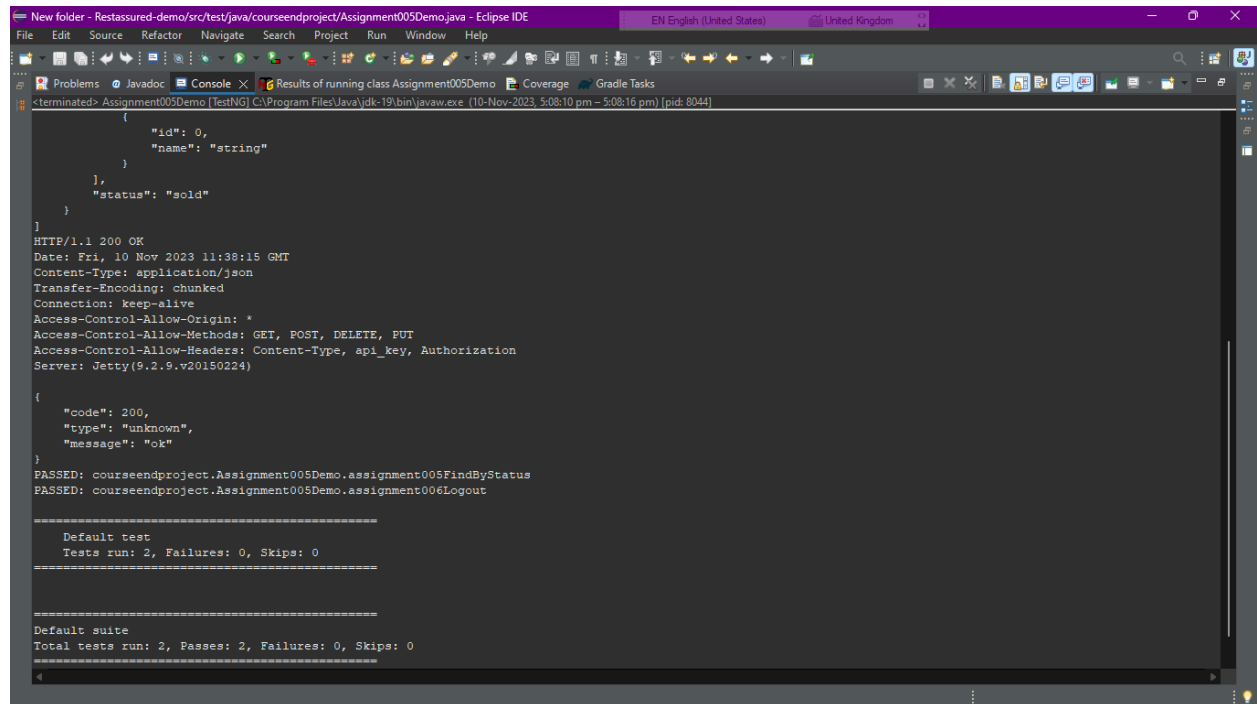 New folder - Restassured-demo/src/test/java/courseendproject/Assignment005Demo.java - Eclipse IDE
EN English (United States) United Kingdom
File Edit Source Refactor Navigate Search Project Run Window Help
Problems Javadoc Console Results of running class Assignment005Demo Coverage Gradle Tasks
<terminated> Assignment005Demo [TestNG] C:\Program Files\Java\jdk-19\bin\javaw.exe (10-Nov-2023, 5:08:10 pm – 5:08:16 pm) [pid: 8044]
{
"id": 0,
"name": "string"
}
],
"status": "sold"
}
]
HTTP/1.1 200 OK
Date: Fri, 10 Nov 2023 11:38:15 GMT
Content-Type: application/json
Transfer-Encoding: chunked
Connection: keep-alive
Access-Control-Allow-Origin: *
Access-Control-Allow-Methods: GET, POST, DELETE, PUT
Access-Control-Allow-Headers: Content-Type, api_key, Authorization
Server: Jetty(9.2.9.v20150224)
{
"code": 200,
"type": "unknown",
"message": "ok"
}
PASSED: courseendproject.Assignment005Demo.assignment005FindByStatus
PASSED: courseendproject.Assignment005Demo.assignment006Logout
===============================================
Default test
Tests run: 2, Failures: 0, Skips: 0
===============================================
===============================================
Default suite
Total tests run: 2, Passes: 2, Failures: 0, Skips: 0
===============================================